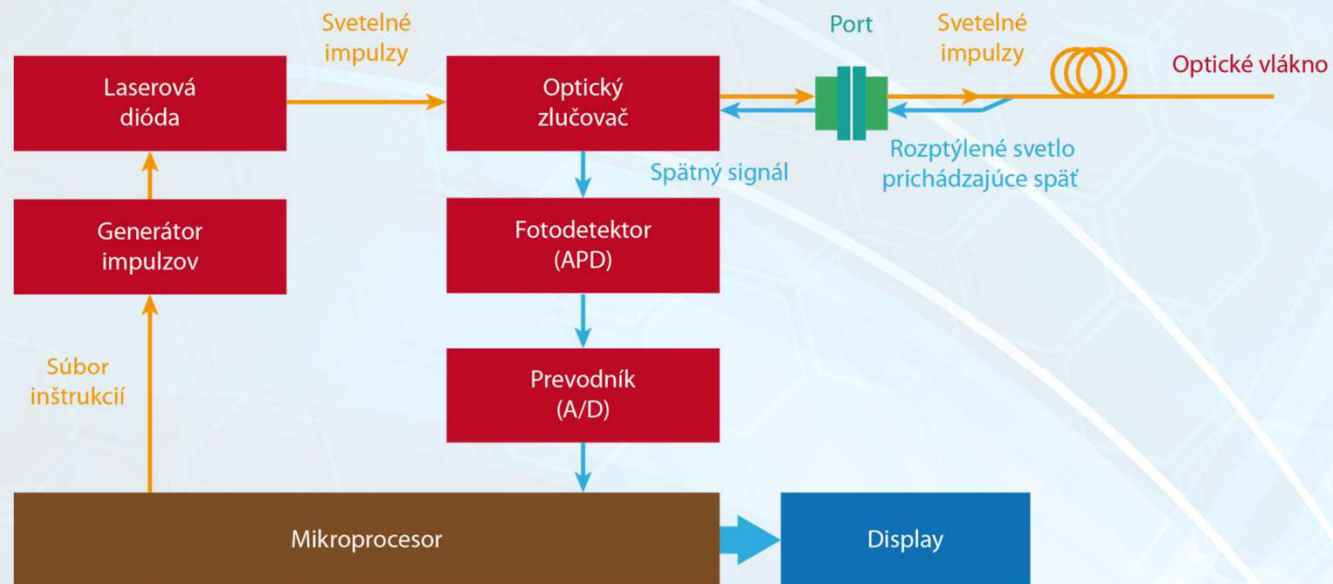 Svetelné
impulzy
Port
Svetelné
impulzy
Optické vlákno
Laserová
dióda
Optický
zlučovač
Spätný signál
Rozptýlené svetlo
prichádzajúce späť
Generátor
impulzov
Fotodetektor
(APD)
Súbor
inštrukcií
Prevodník
(A/D)
Mikroprocesor
Display